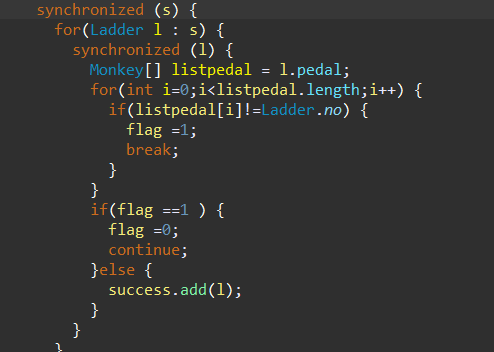 synchronized (s) {
for(Ladder l : s) {
synchronized (l) {
Monkey[] listpedal = l.pedal;
for(int i=0;i<listpedal.length;i++) {
if(listpedal[i]!=Ladder.no) {
flag =1;
break;
}
}
if(flag ==1 ) {
flag =0;
continue;
}else {
success.add(l);
}
}
}